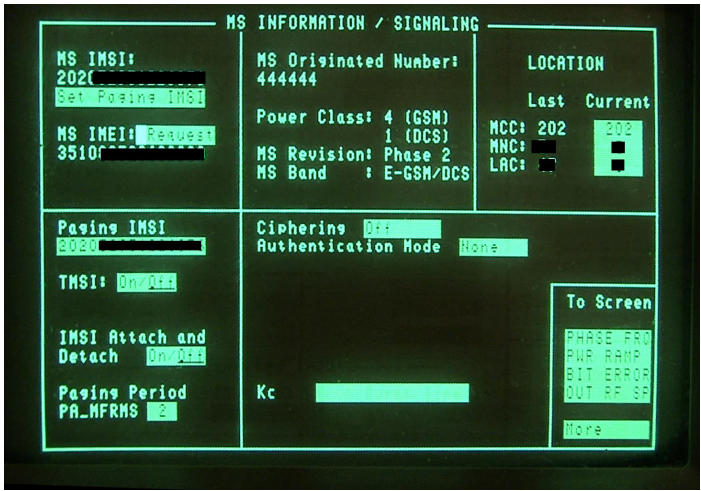 MS INFORMATION / SIGNALING
MS IMSI:
2020
Set Paging IMSI
MS IMEI: Request
3510
MS Originated Number:
444444
Power Class: 4 (GSM)
1 (DCS)
MS Revision: Phase 2
MS Band : E-GSM/DCS
LOCATION
Last Current
MCC: 202 202
MNC:
LAC:
Paging IMSI
2020
TMSI: On/Off
IMSI Attach and
Detach On/Off
Paging Period
PA_MFRMS 2
Ciphering Off
Authentication Mode None
Kc
To Screen
PHASE FRQ
PWR RAMP
BIT ERROR
OUT RF SP
More